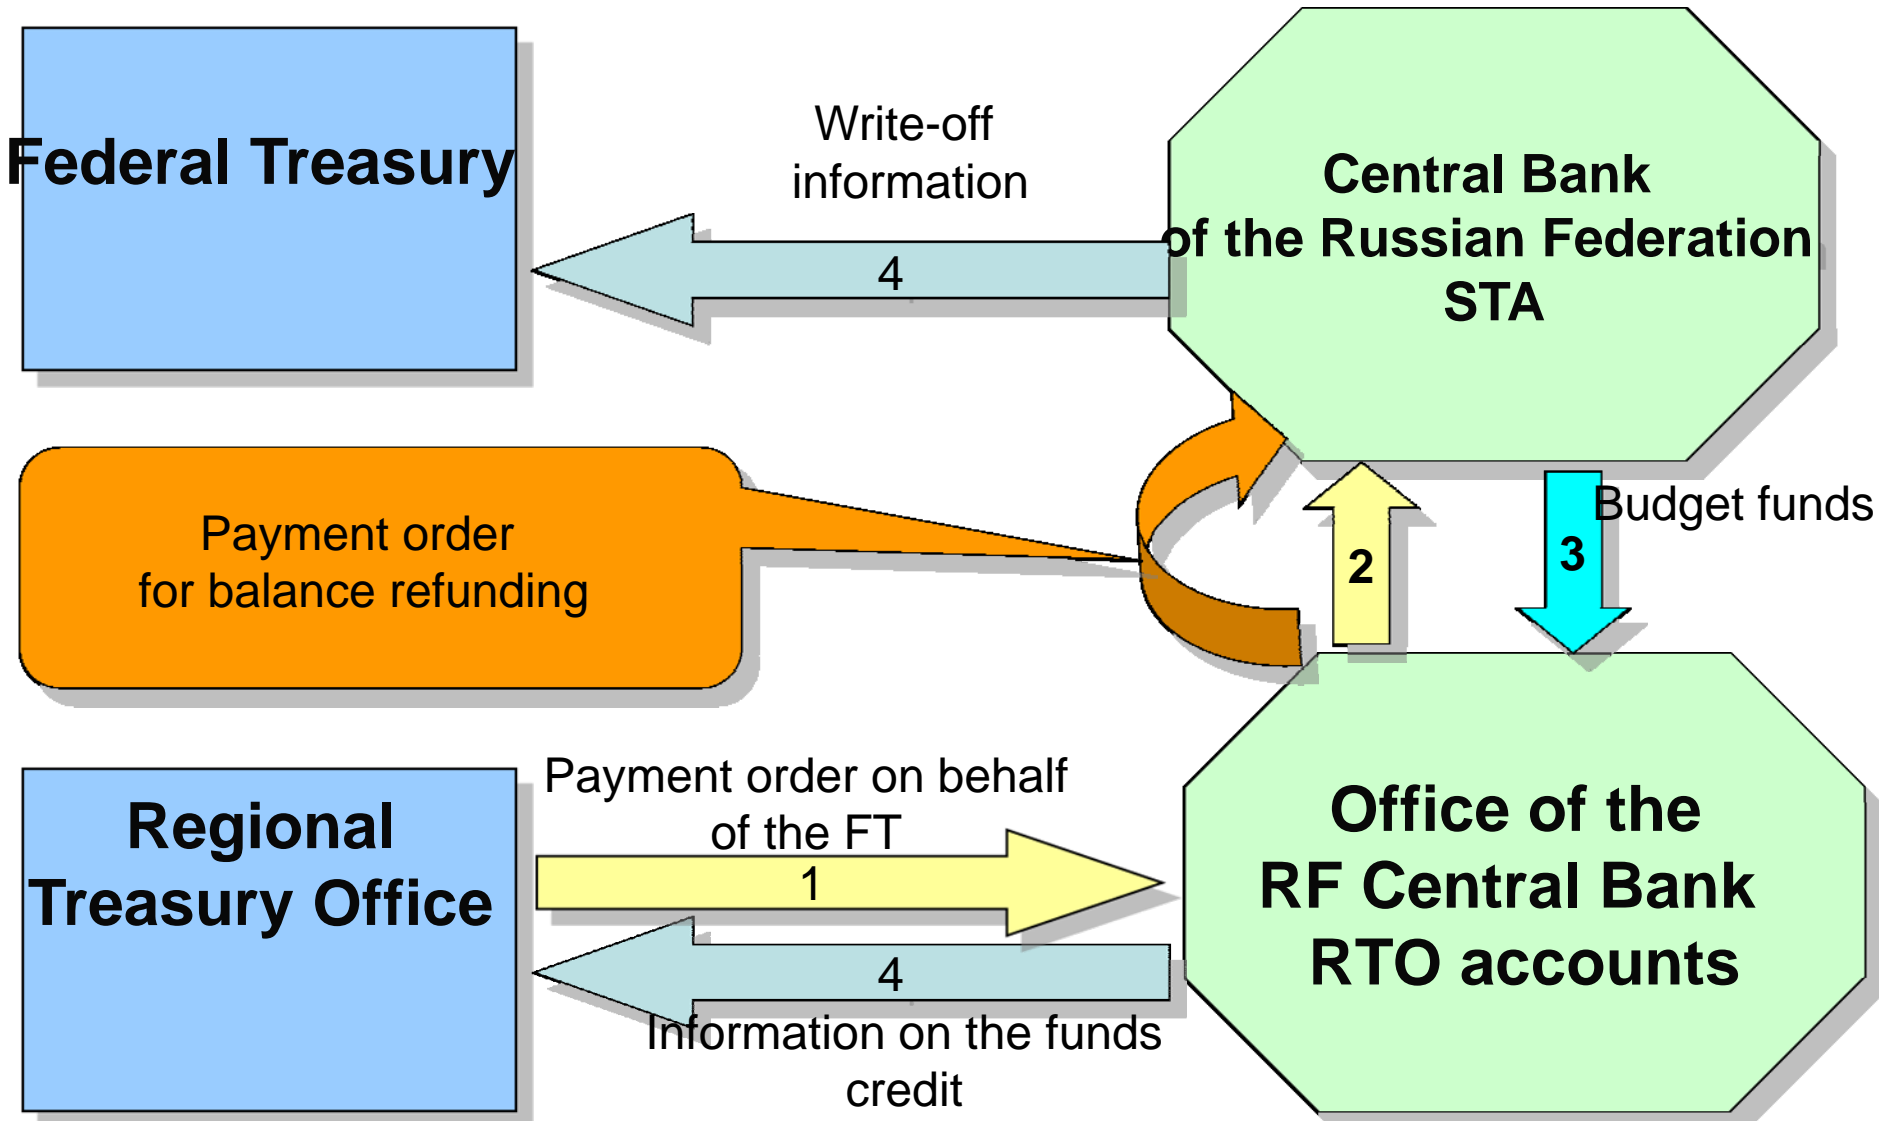 Federal Treasury
Write-off
information
4
Central Bank
of the Russian Federation
STA
Payment order
for balance refunding
2
3
Budget funds
Regional
Treasury Office
Payment order on behalf
of the FT
1
4
Information on the funds
credit
Office of the
RF Central Bank
RTO accounts